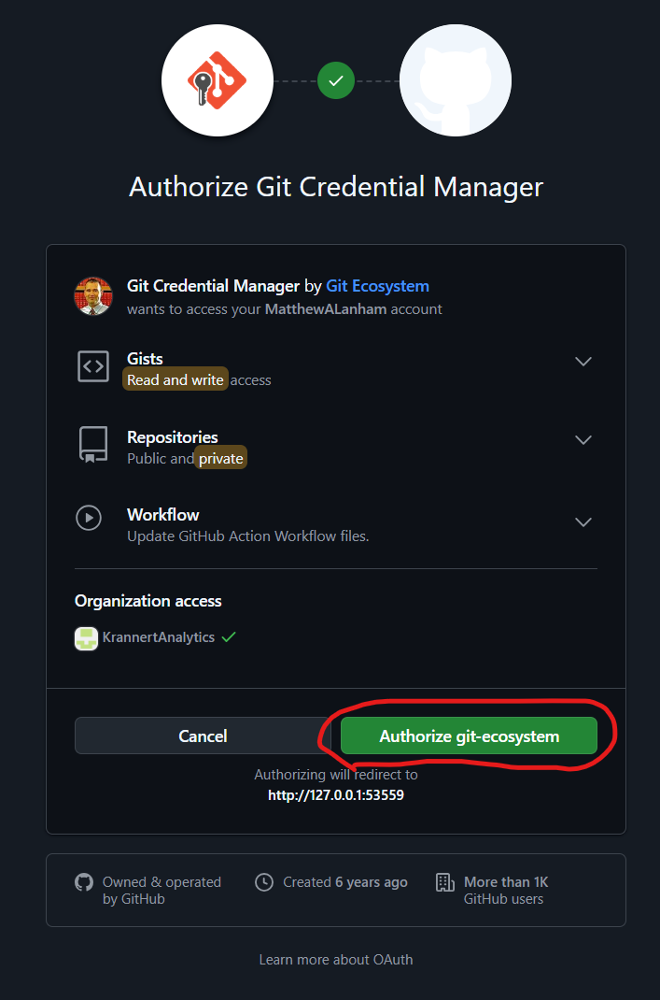 Authorize Git Credential Manager
Git Credential Manager by Git Ecosystem
wants to access your MatthewALanham account
Gists
Read and write access
Repositories
Public and private
Workflow
Update GitHub Action Workflow files.
Organization access
KrannertAnalytics
Cancel
Authorize git-ecosystem
Authorizing will redirect to
http://127.0.0.1:53559
Owned & operated
by GitHub
Created 6 years ago
More than 1K
GitHub users
Learn more about OAuth